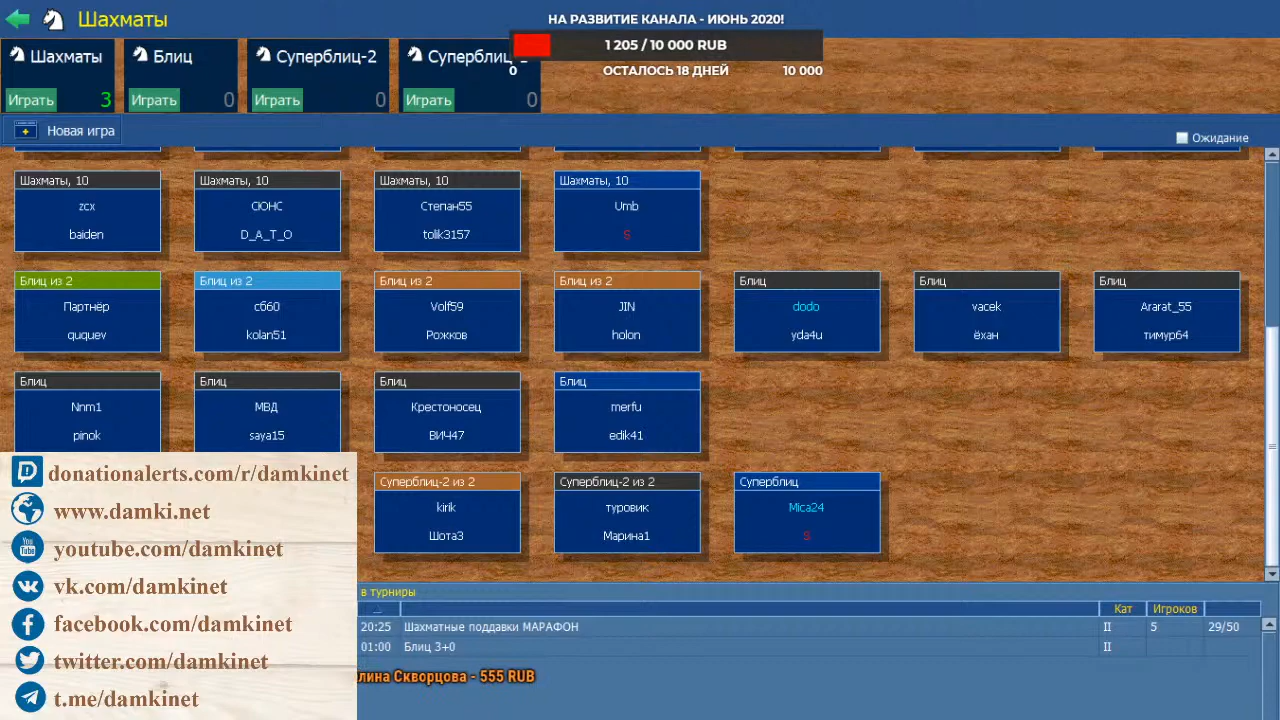 Шахматы
НА РАЗВИТИЕ КАНАЛА - ИЮНЬ 2020!
1 205 / 10 000 RUB
0 ОСТАЛОСЬ 18 ДНЕЙ 10 000
Шахматы Блиц Суперблиц-2 Суперблиц
Играть 3 Играть 0 Играть 0 Играть 0
Новая игра
Ожидание
Шахматы, 10 Шахматы, 10 Шахматы, 10 Шахматы, 10
zcx СЮНС Степан55 Umb
baiden D_A_T_O tolik3157 S
Блиц из 2 Блиц из 2 Блиц из 2 Блиц из 2 Блиц Блиц Блиц
Партнёр сб60 Volf59 JIN dodo vacek Ararat_55
ququev kolan51 Рожков holon yda4u ёхан тимур64
Блиц Блиц Блиц Блиц
Nnm1 МВД Крестоносец merfu
pinok saya15 ВИЧ47 edik41
Суперблиц-2 из 2 Суперблиц-2 из 2 Суперблиц
kirik туровик Mica24
Шота3 Марина1 S
donationalerts.com/r/damkinet
www.damki.net
youtube.com/damkinet
vk.com/damkinet
facebook.com/damkinet
twitter.com/damkinet
t.me/damkinet
в турниры
Кат Игроков
20:25 Шахматные поддавки МАРАФОН II 5 29/50
01:00 Блиц 3+0 II
лина Скворцова - 555 RUB